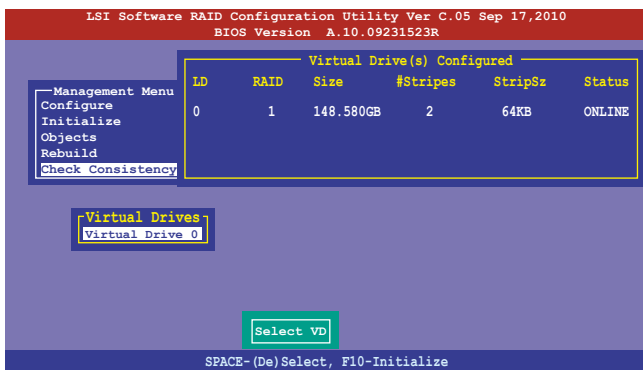 LSI Software RAID Configuration Utility Ver C.05 Sep 17,2010
BIOS Version A.10.09231523R
Virtual Drive(s) Configured
LD RAID Size #Stripes StripSz Status
0 1 148.580GB 2 64KB ONLINE
Management Menu
Configure
Initialize
Objects
Rebuild
Check Consistency
Virtual Drives
Virtual Drive 0
Select VD
SPACE-(De)Select, F10-Initialize